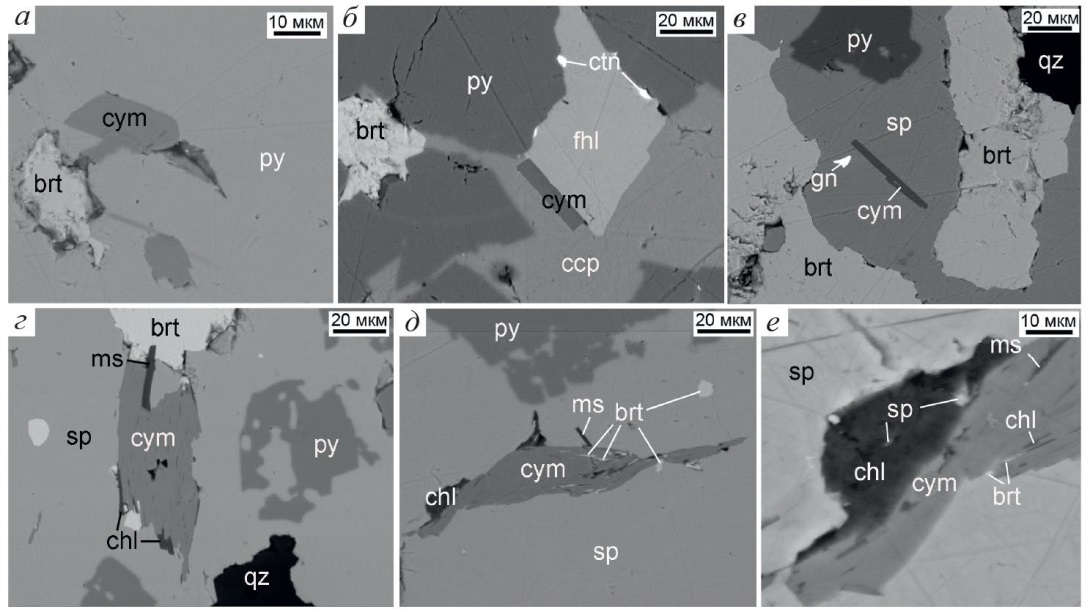 а
10 мкм
cym
brt
py
б
20 мкм
ctn
py
brt
fhl
cym
ccp
в
20 мкм
py
qz
sp
brt
gn
cym
brt
г
20 мкм
brt
ms
sp
cym
py
chl
qz
д
20 мкм
py
ms
brt
cym
chl
sp
е
10 мкм
ms
sp
sp
chl
chl
cym
brt